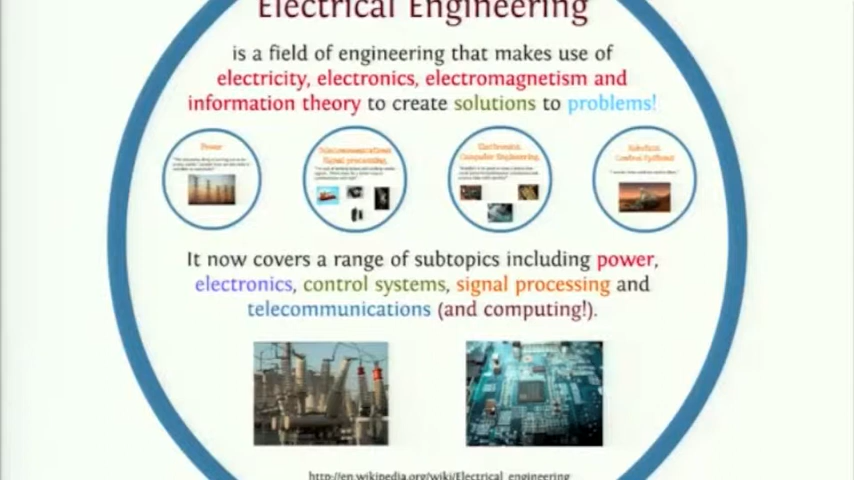 Electrical Engineering
is a field of engineering that makes use of
electricity, electronics, electromagnetism and
information theory to create solutions to problems!
Power
Telecommunications
Signal processing,
Electronics,
Computer Engineering,
Robotics,
Control Systems
It now covers a range of subtopics including power,
electronics, control systems, signal processing and
telecommunications (and computing!).
http://en.wikipedia.org/wiki/Electrical_engineering